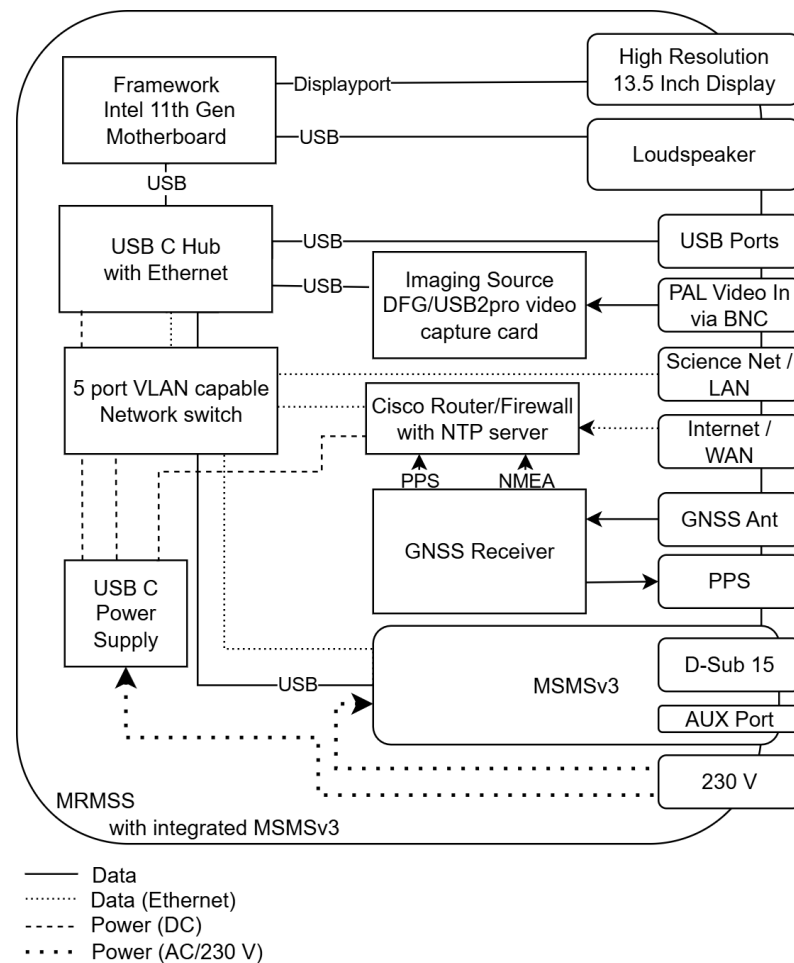 Framework
Intel 11th Gen
Motherboard
Displayport
High Resolution
13.5 Inch Display
USB
Loudspeaker
USB
USB C Hub
with Ethernet
USB
USB Ports
USB
Imaging Source
DFG/USB2pro video
capture card
PAL Video In
via BNC
5 port VLAN capable
Network switch
Science Net /
LAN
Cisco Router/Firewall
with NTP server
Internet /
WAN
PPS
NMEA
GNSS Receiver
GNSS Ant
PPS
USB C
Power
Supply
USB
MSMSv3
D-Sub 15
AUX Port
230 V
MRMSS
with integrated MSMSv3
Data
Data (Ethernet)
Power (DC)
Power (AC/230 V)